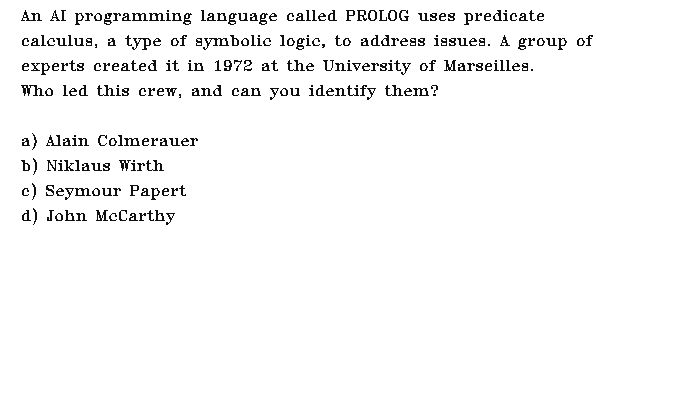 An AI programming language called PROLOG uses predicate
calculus, a type of symbolic logic, to address issues. A group of
experts created it in 1972 at the University of Marseilles.
Who led this crew, and can you identify them?
a) Alain Colmerauer
b) Niklaus Wirth
c) Seymour Papert
d) John McCarthy